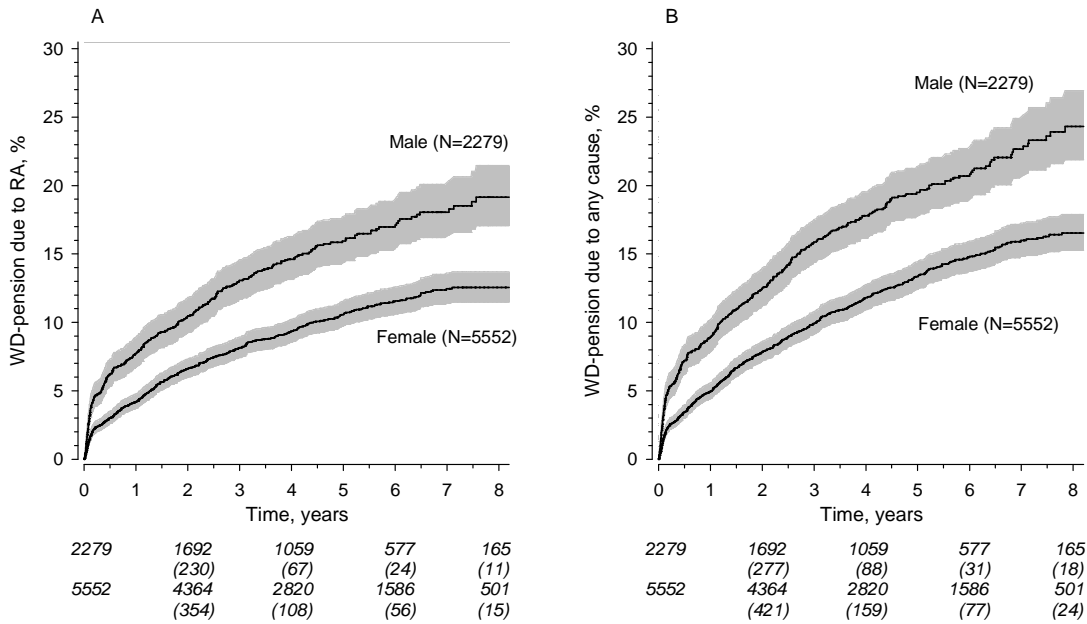 A
WD-pension due to RA, %
30
25
20
15
10
5
0
Male (N=2279)
Female (N=5552)
0 1 2 3 4 5 6 7 8
Time, years
2279 1692 1059 577 165
(230) (67) (24) (11)
5552 4364 2820 1586 501
(354) (108) (56) (15)
B
WD-pension due to any cause, %
30
25
20
15
10
5
0
Male (N=2279)
Female (N=5552)
0 1 2 3 4 5 6 7 8
Time, years
2279 1692 1059 577 165
(277) (88) (31) (18)
5552 4364 2820 1586 501
(421) (159) (77) (24)